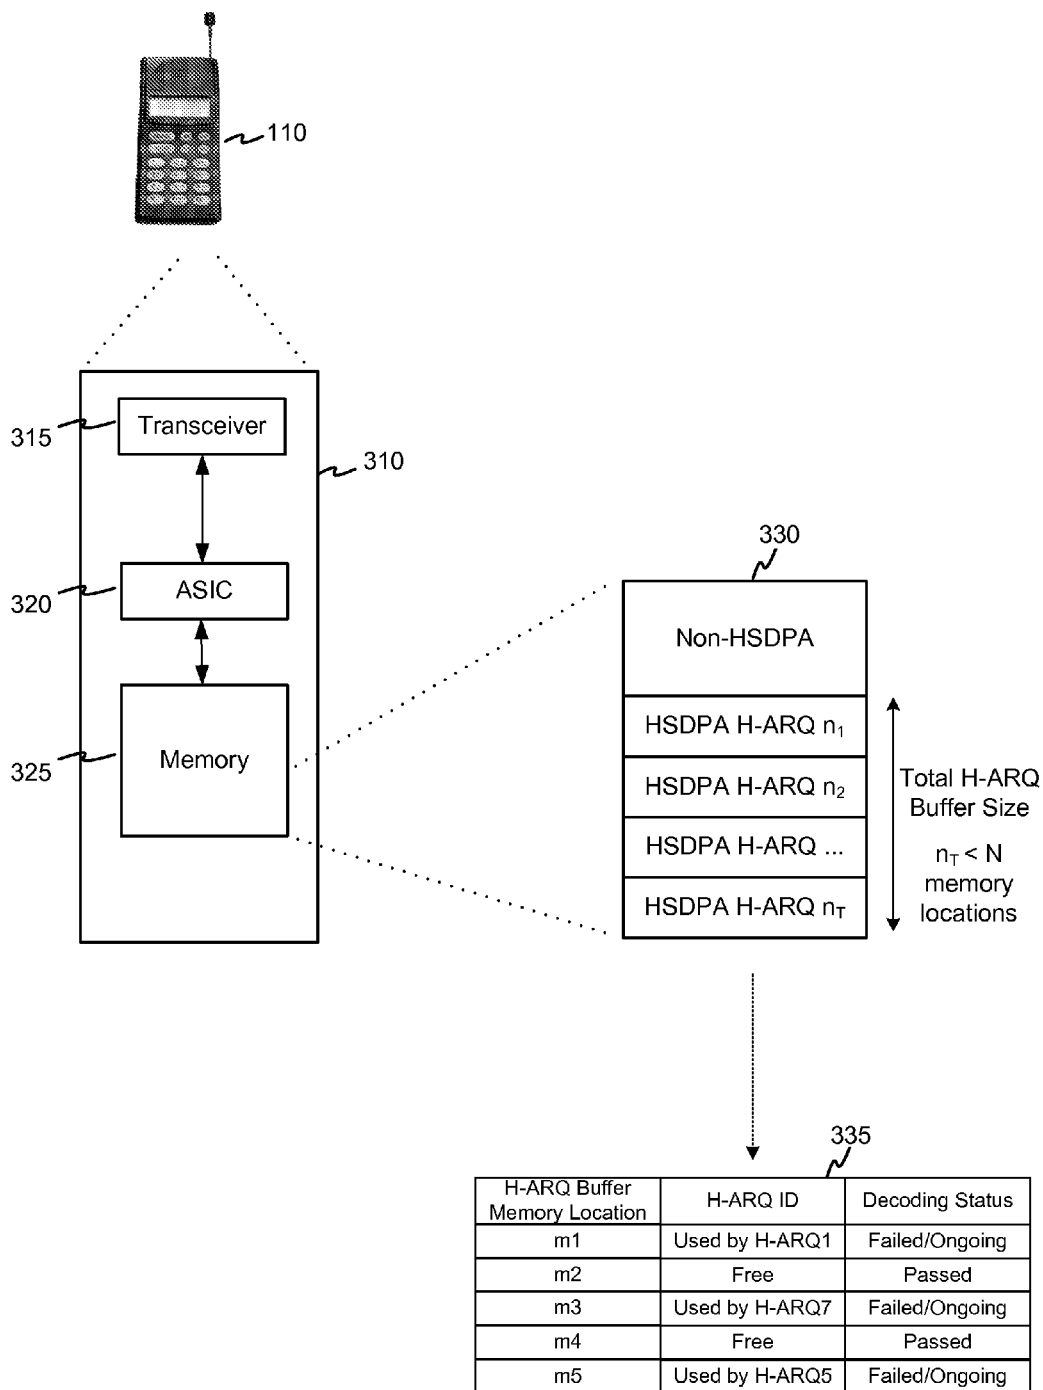 110
Transceiver
315
310
ASIC
320
Memory
325
330
Non-HSDPA
HSDPA H-ARQ n₁
HSDPA H-ARQ n₂
HSDPA H-ARQ ...
HSDPA H-ARQ n_T
Total H-ARQ
Buffer Size
n_T < N
memory
locations
335
H-ARQ Buffer Memory Location H-ARQ ID Decoding Status
m1 Used by H-ARQ1 Failed/Ongoing
m2 Free Passed
m3 Used by H-ARQ7 Failed/Ongoing
m4 Free Passed
m5 Used by H-ARQ5 Failed/Ongoing